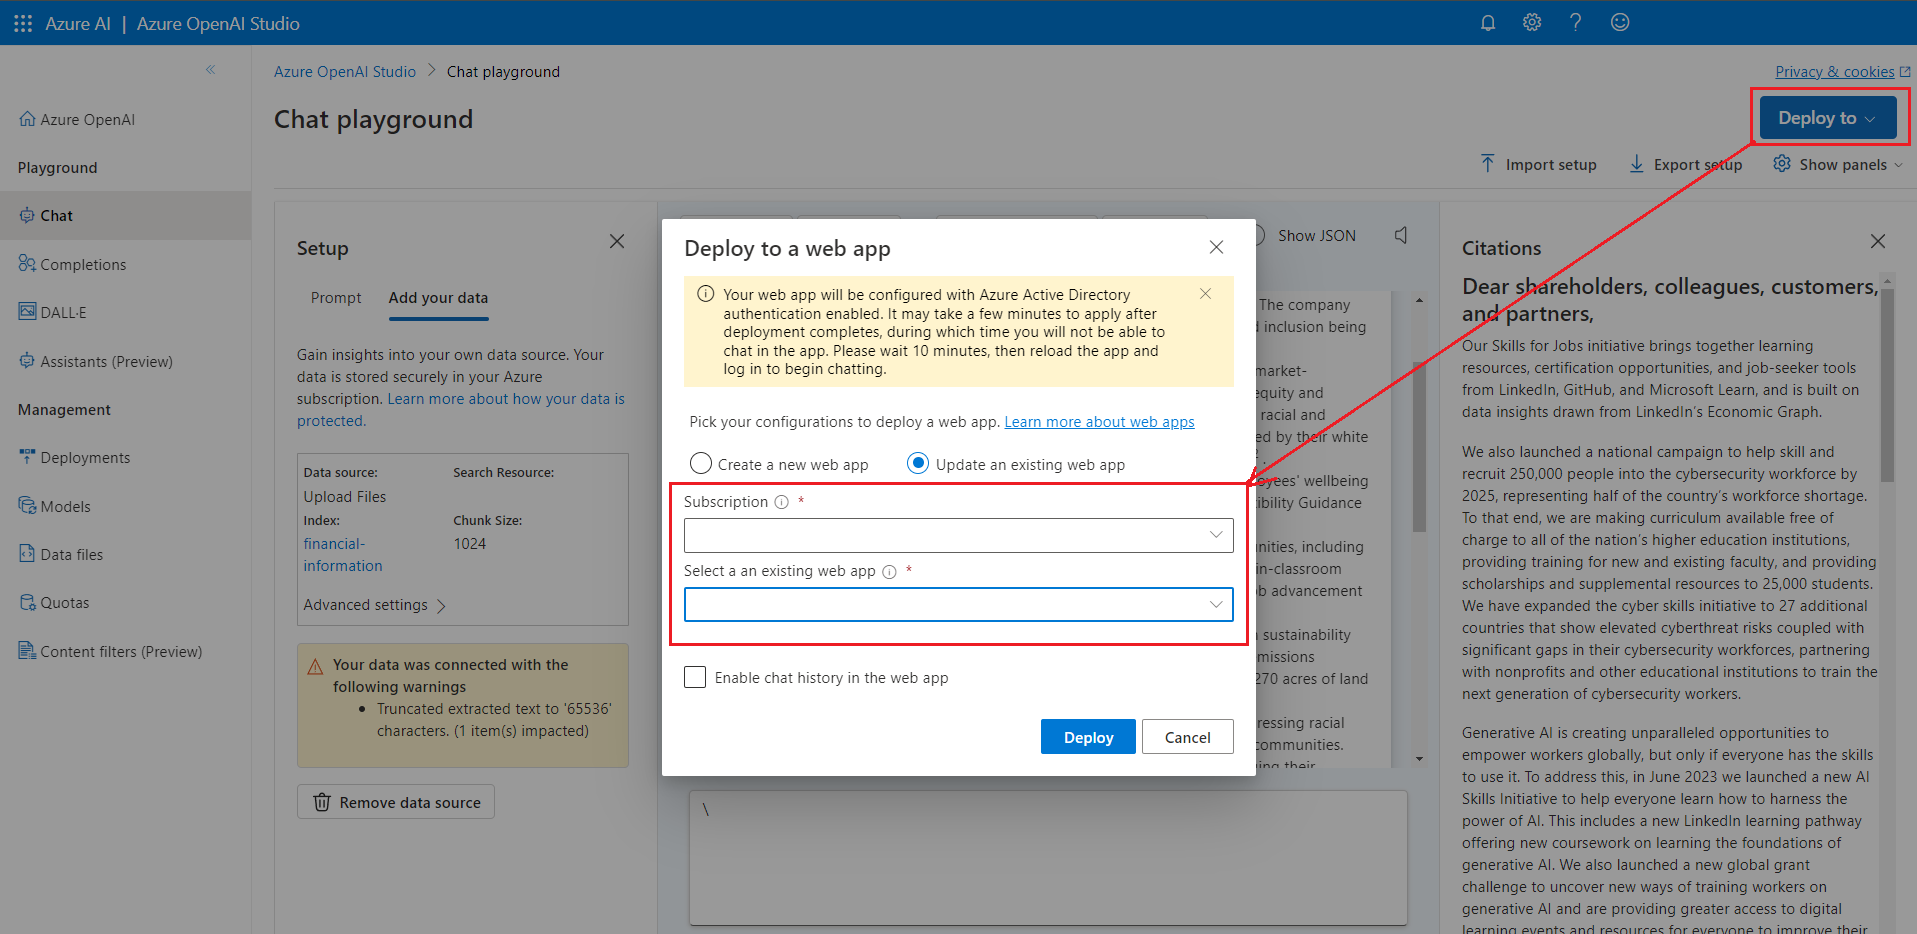 Azure AI | Azure OpenAI Studio
Azure OpenAI Studio > Chat playground
Privacy & cookies
Chat playground
Deploy to
Import setup
Export setup
Show panels
Azure OpenAI
Playground
Chat
Completions
DALL·E
Assistants (Preview)
Management
Deployments
Models
Data files
Quotas
Content filters (Preview)
Setup
Prompt
Add your data
Gain insights into your own data source. Your
data is stored securely in your Azure
subscription. Learn more about how your data is
protected.
Data source:
Upload Files
Search Resource:
Index:
financial-
information
Chunk Size:
1024
Advanced settings
Your data was connected with the
following warnings
• Truncated extracted text to '65536'
characters. (1 item(s) impacted)
Remove data source
Deploy to a web app
Your web app will be configured with Azure Active Directory
authentication enabled. It may take a few minutes to apply after
deployment completes, during which time you will not be able to
chat in the app. Please wait 10 minutes, then reload the app and
log in to begin chatting.
Pick your configurations to deploy a web app. Learn more about web apps
Create a new web app
Update an existing web app
Subscription *
Select a an existing web app *
Enable chat history in the web app
Deploy
Cancel
Show JSON
The company
inclusion being
market-
equity and
racial and
by their white
wellbeing
Guidance
including
in-classroom
advancement
sustainability
270 acres of land
racial
communities.
their
\
Citations
Dear shareholders, colleagues, customers,
and partners,
Our Skills for Jobs initiative brings together learning
resources, certification opportunities, and job-seeker tools
from LinkedIn, GitHub, and Microsoft Learn, and is built on
data insights drawn from LinkedIn's Economic Graph.
We also launched a national campaign to help skill and
recruit 250,000 people into the cybersecurity workforce by
2025, representing half of the country's workforce shortage.
To that end, we are making curriculum available free of
charge to all of the nation's higher education institutions,
providing training for new and existing faculty, and providing
scholarships and supplemental resources to 25,000 students.
We have expanded the cyber skills initiative to 27 additional
countries that show elevated cyberthreat risks coupled with
significant gaps in their cybersecurity workforces, partnering
with nonprofits and other educational institutions to train the
next generation of cybersecurity workers.
Generative AI is creating unparalleled opportunities to
empower workers globally, but only if everyone has the skills
to use it. To address this, in June 2023 we launched a new AI
Skills Initiative to help everyone learn how to harness the
power of AI. This includes a new LinkedIn learning pathway
offering new coursework on learning the foundations of
generative AI. We also launched a new global grant
challenge to uncover new ways of training workers on
generative AI and are providing greater access to digital
learning events and resources for everyone to improve their